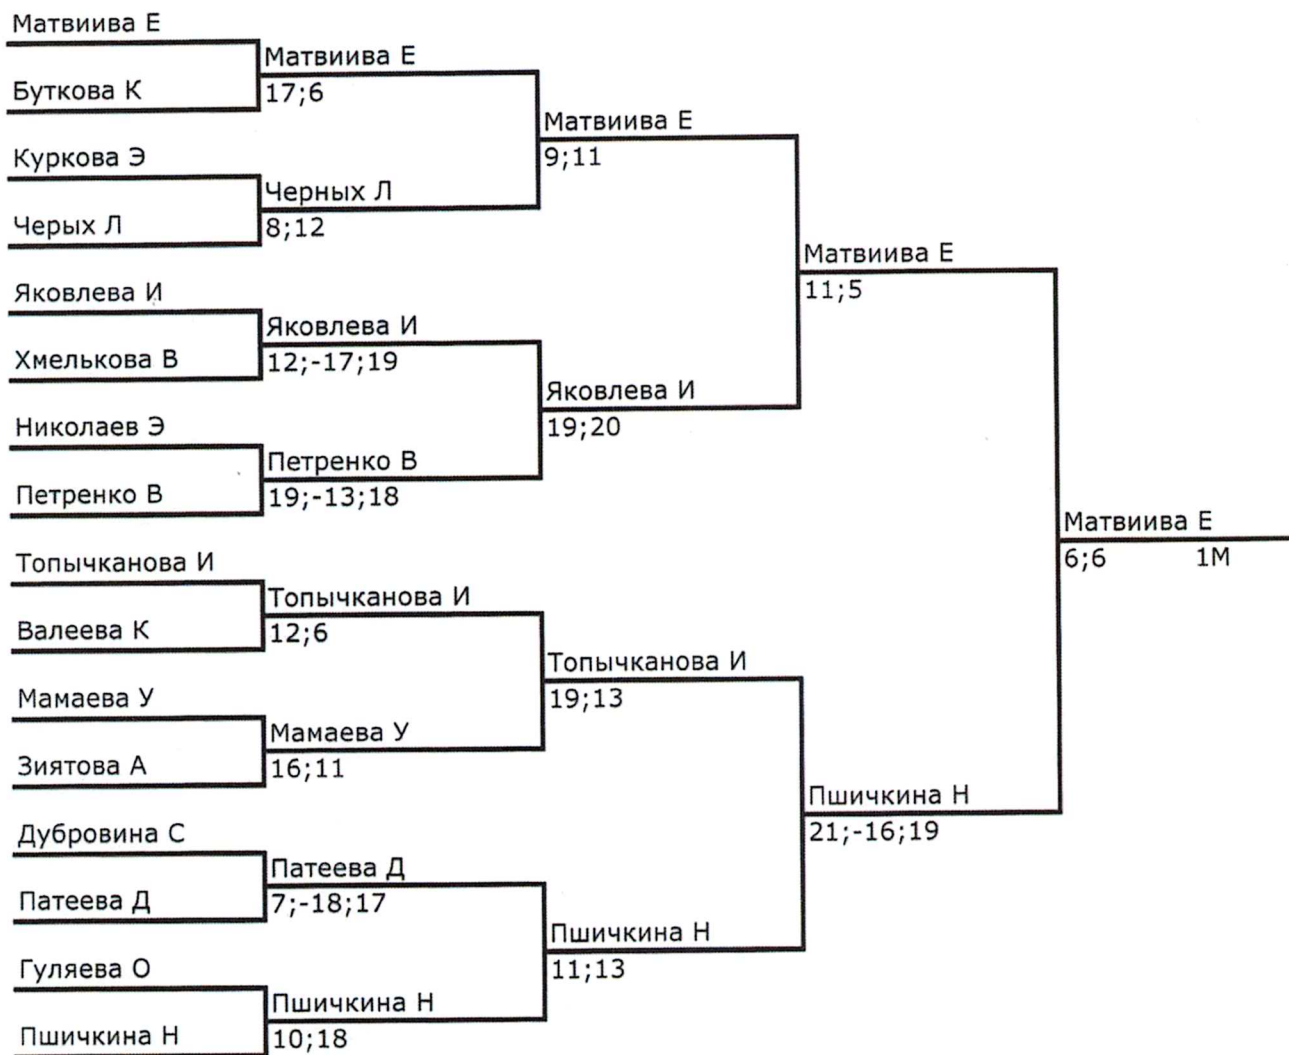 Матвиива Е
Матвиива Е
Буткова К
17;6
Матвиива Е
9;11
Куркова Э
Черных Л
Черых Л
8;12
Матвиива Е
11;5
Яковлева И
Яковлева И
Хмелькова В
12;-17;19
Яковлева И
19;20
Николаев Э
Петренко В
Петренко В
19;-13;18
Матвиива Е
6;6 1М
Топычканова И
Топычканова И
Валеева К
12;6
Топычканова И
19;13
Мамаева У
Мамаева У
Зиятова А
16;11
Пшичкина Н
21;-16;19
Дубровина С
Патеева Д
Патеева Д
7;-18;17
Пшичкина Н
11;13
Гуляева О
Пшичкина Н
Пшичкина Н
10;18